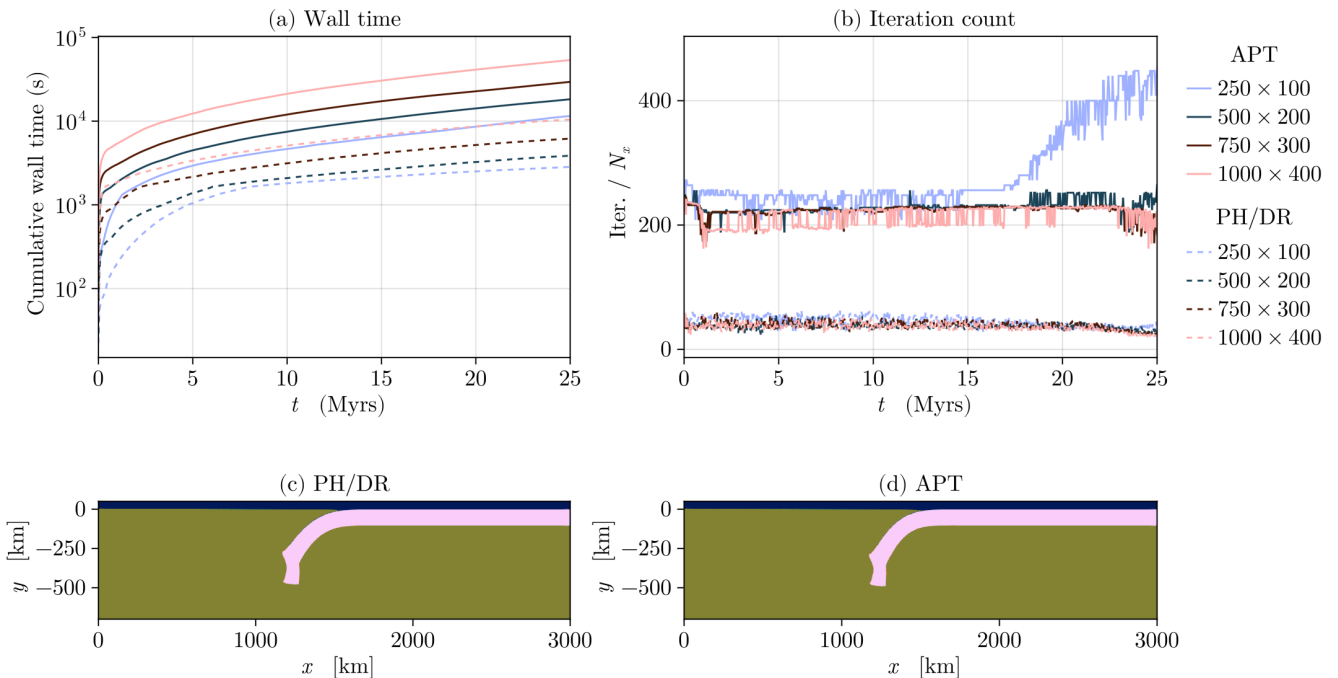 (a) Wall time
Cumulative wall time (s)
10^5
10^4
10^3
10^2
0 5 10 15 20 25
t (Myrs)
(b) Iteration count
Iter. / N_x
400
200
0
0 5 10 15 20 25
t (Myrs)
APT
250 × 100
500 × 200
750 × 300
1000 × 400
PH/DR
250 × 100
500 × 200
750 × 300
1000 × 400
(c) PH/DR
y [km]
0
−250
−500
0 1000 2000 3000
x [km]
(d) APT
y [km]
0
−250
−500
0 1000 2000 3000
x [km]